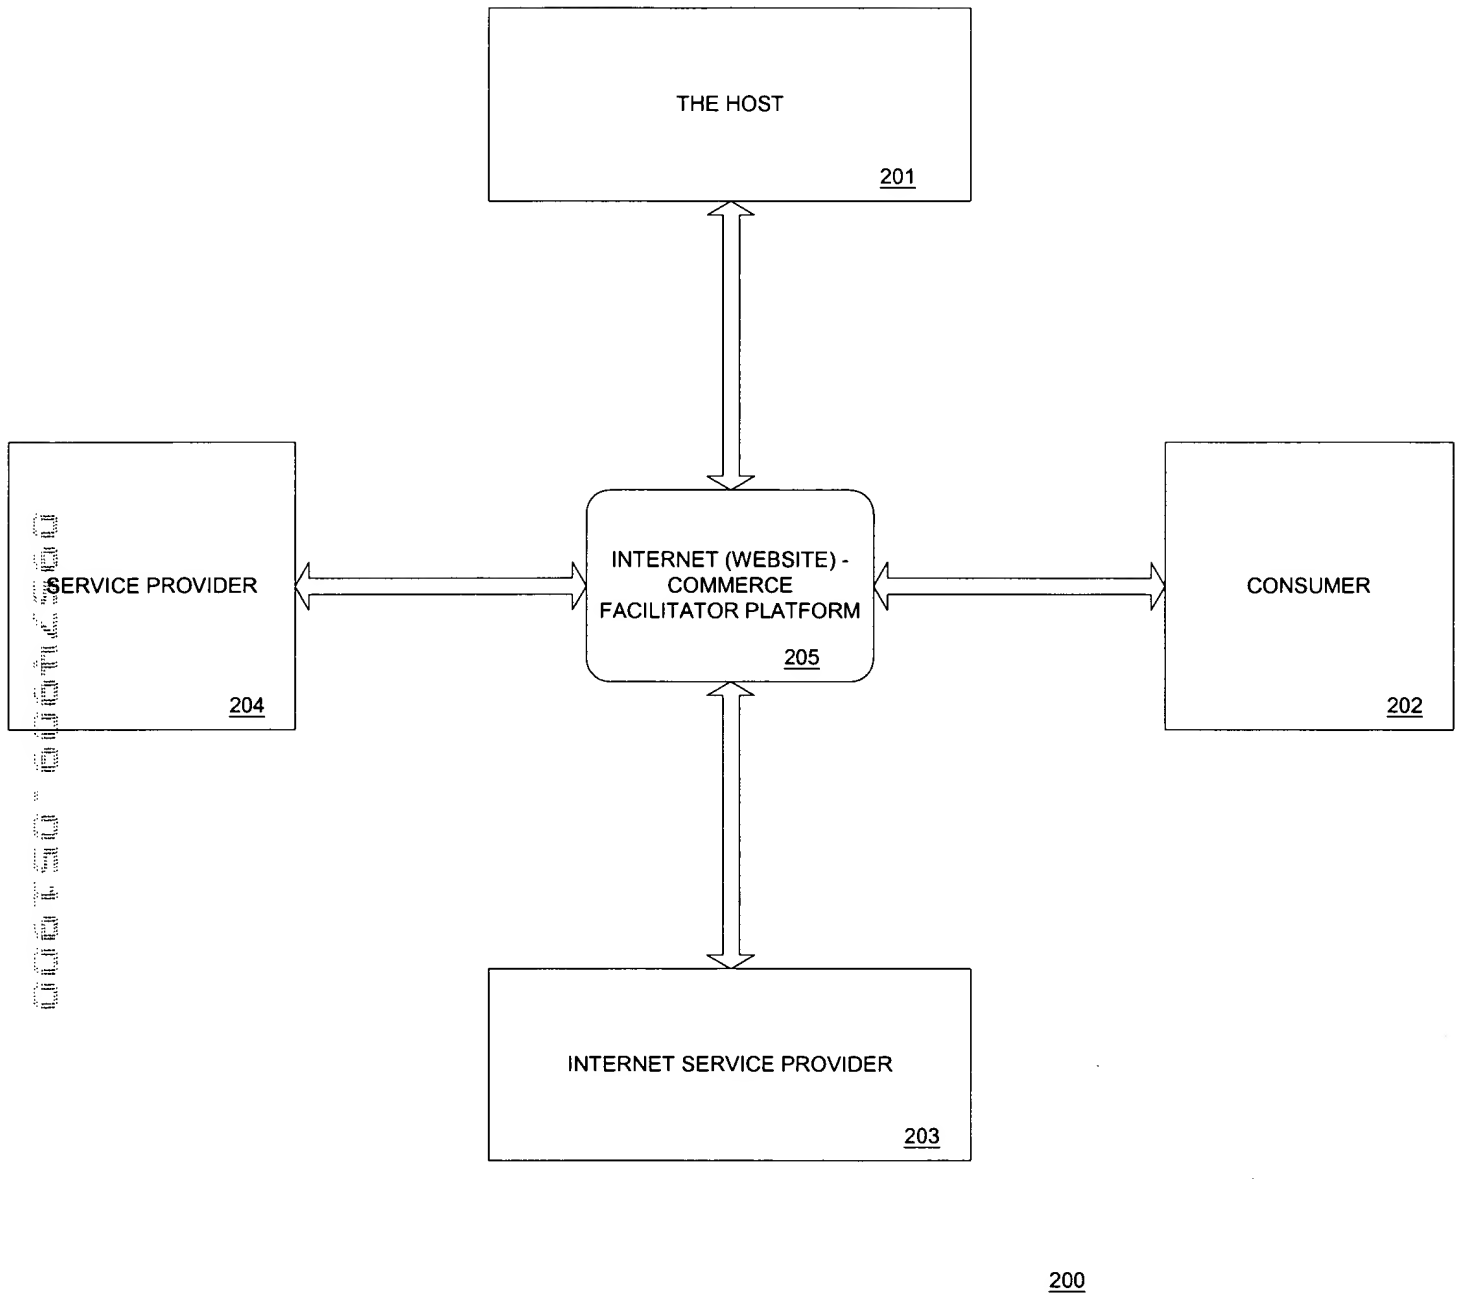 THE HOST
201
INTERNET (WEBSITE) -
COMMERCE
FACILITATOR PLATFORM
205
SERVICE PROVIDER
204
CONSUMER
202
INTERNET SERVICE PROVIDER
203
200